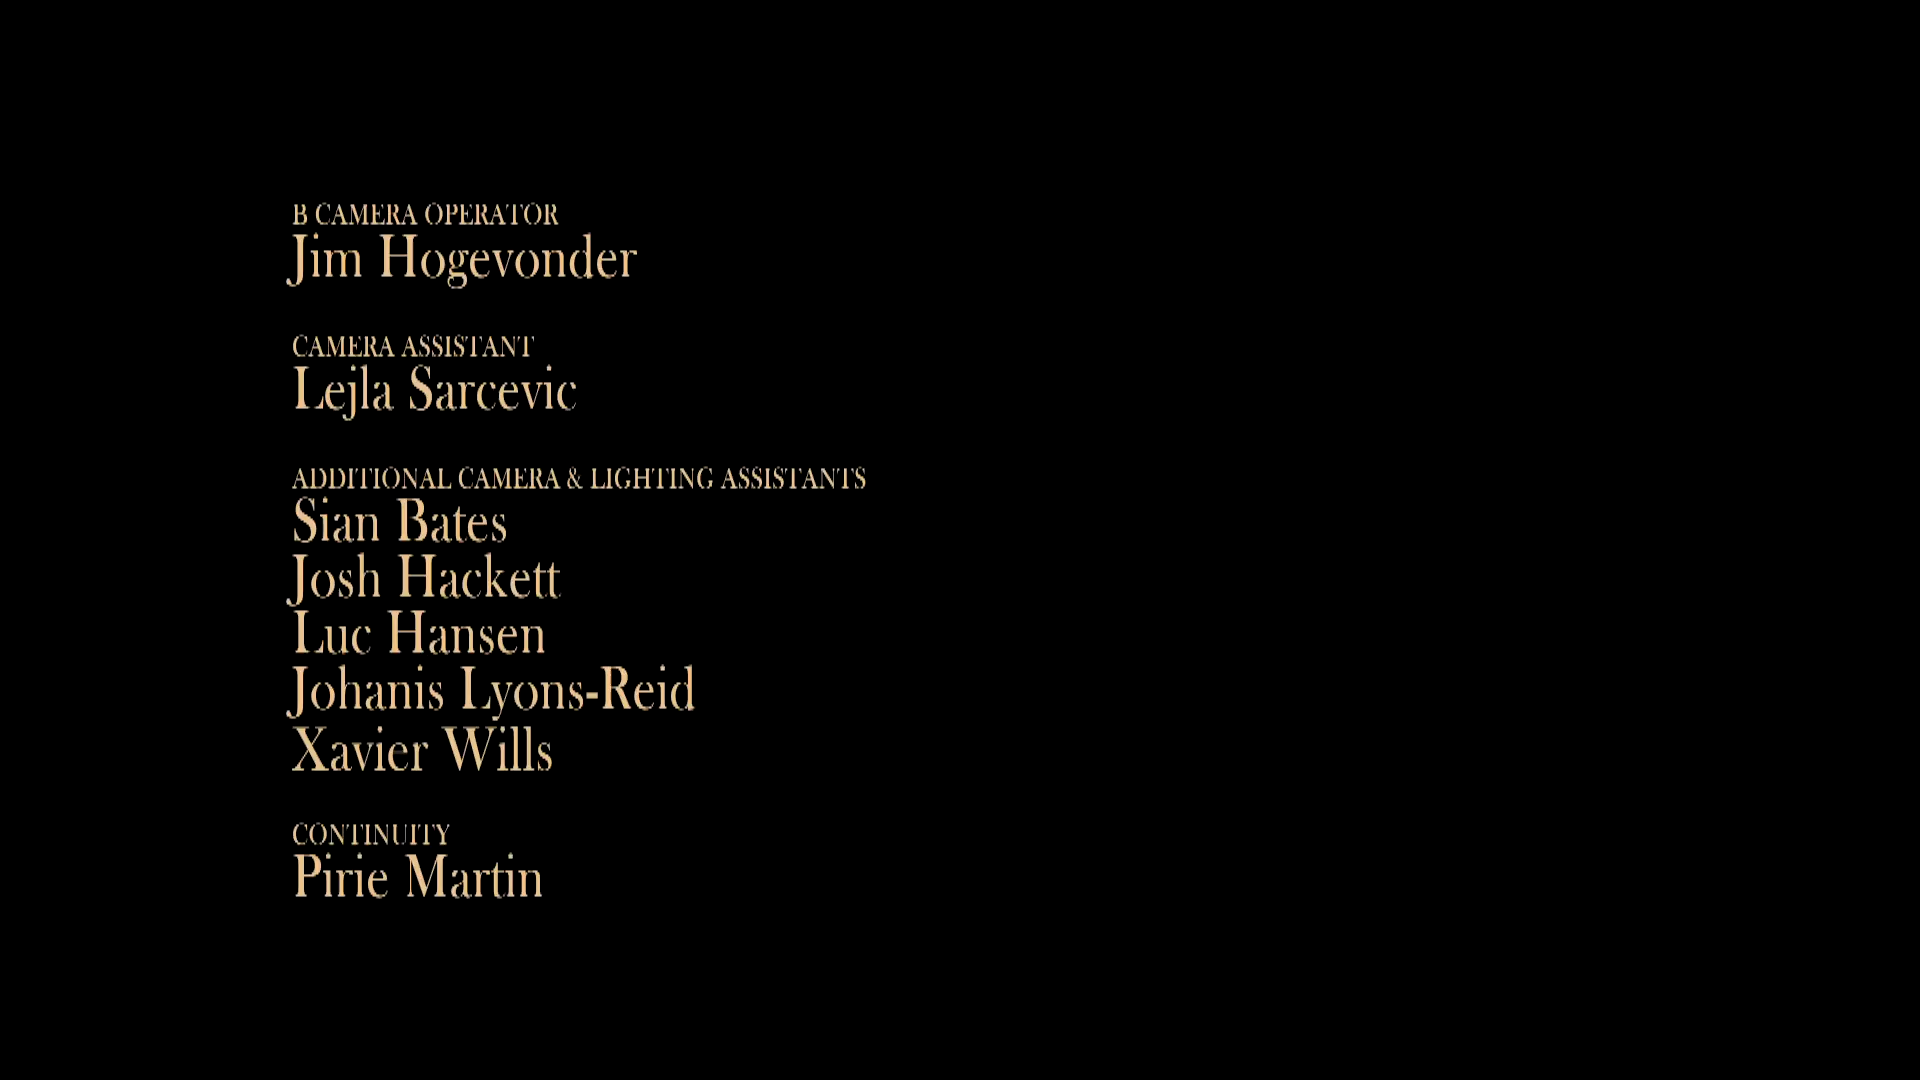 B CAMERA OPERATOR
Jim Hogevonder
CAMERA ASSISTANT
Lejla Sarcevic
ADDITIONAL CAMERA & LIGHTING ASSISTANTS
Sian Bates
Josh Hackett
Luc Hansen
Johanis Lyons-Reid
Xavier Wills
CONTINUITY
Pirie Martin